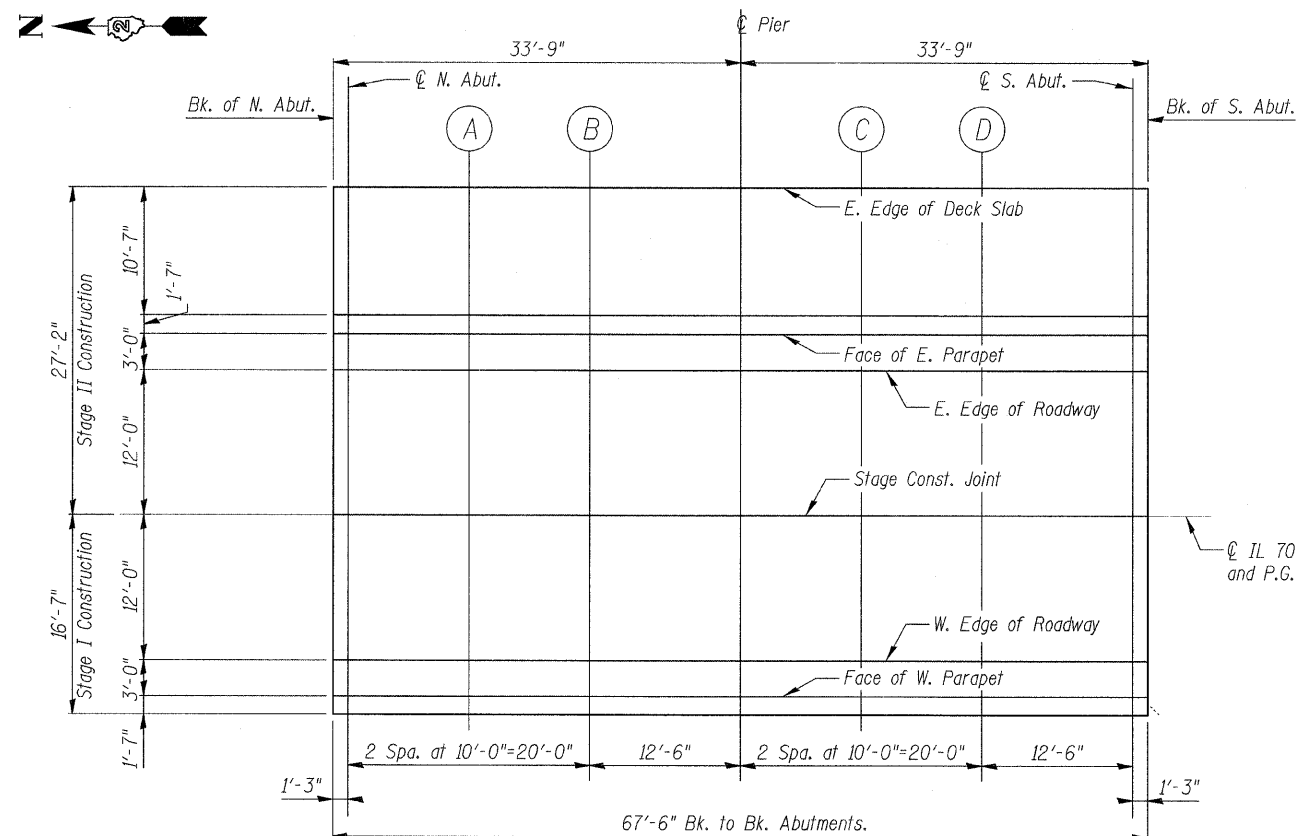 N
2
℄ Pier
33'-9"
33'-9"
℄ N. Abut.
℄ S. Abut.
Bk. of N. Abut.
Bk. of S. Abut.
A
B
C
D
E. Edge of Deck Slab
10'-7"
1'-7"
27'-2"
Stage II Construction
3'-0"
Face of E. Parapet
E. Edge of Roadway
12'-0"
Stage Const. Joint
℄ IL 70
and P.G.
16'-7"
Stage I Construction
12'-0"
W. Edge of Roadway
3'-0"
Face of W. Parapet
1'-7"
2 Spa. at 10'-0"=20'-0"
12'-6"
2 Spa. at 10'-0"=20'-0"
12'-6"
1'-3"
1'-3"
67'-6" Bk. to Bk. Abutments.